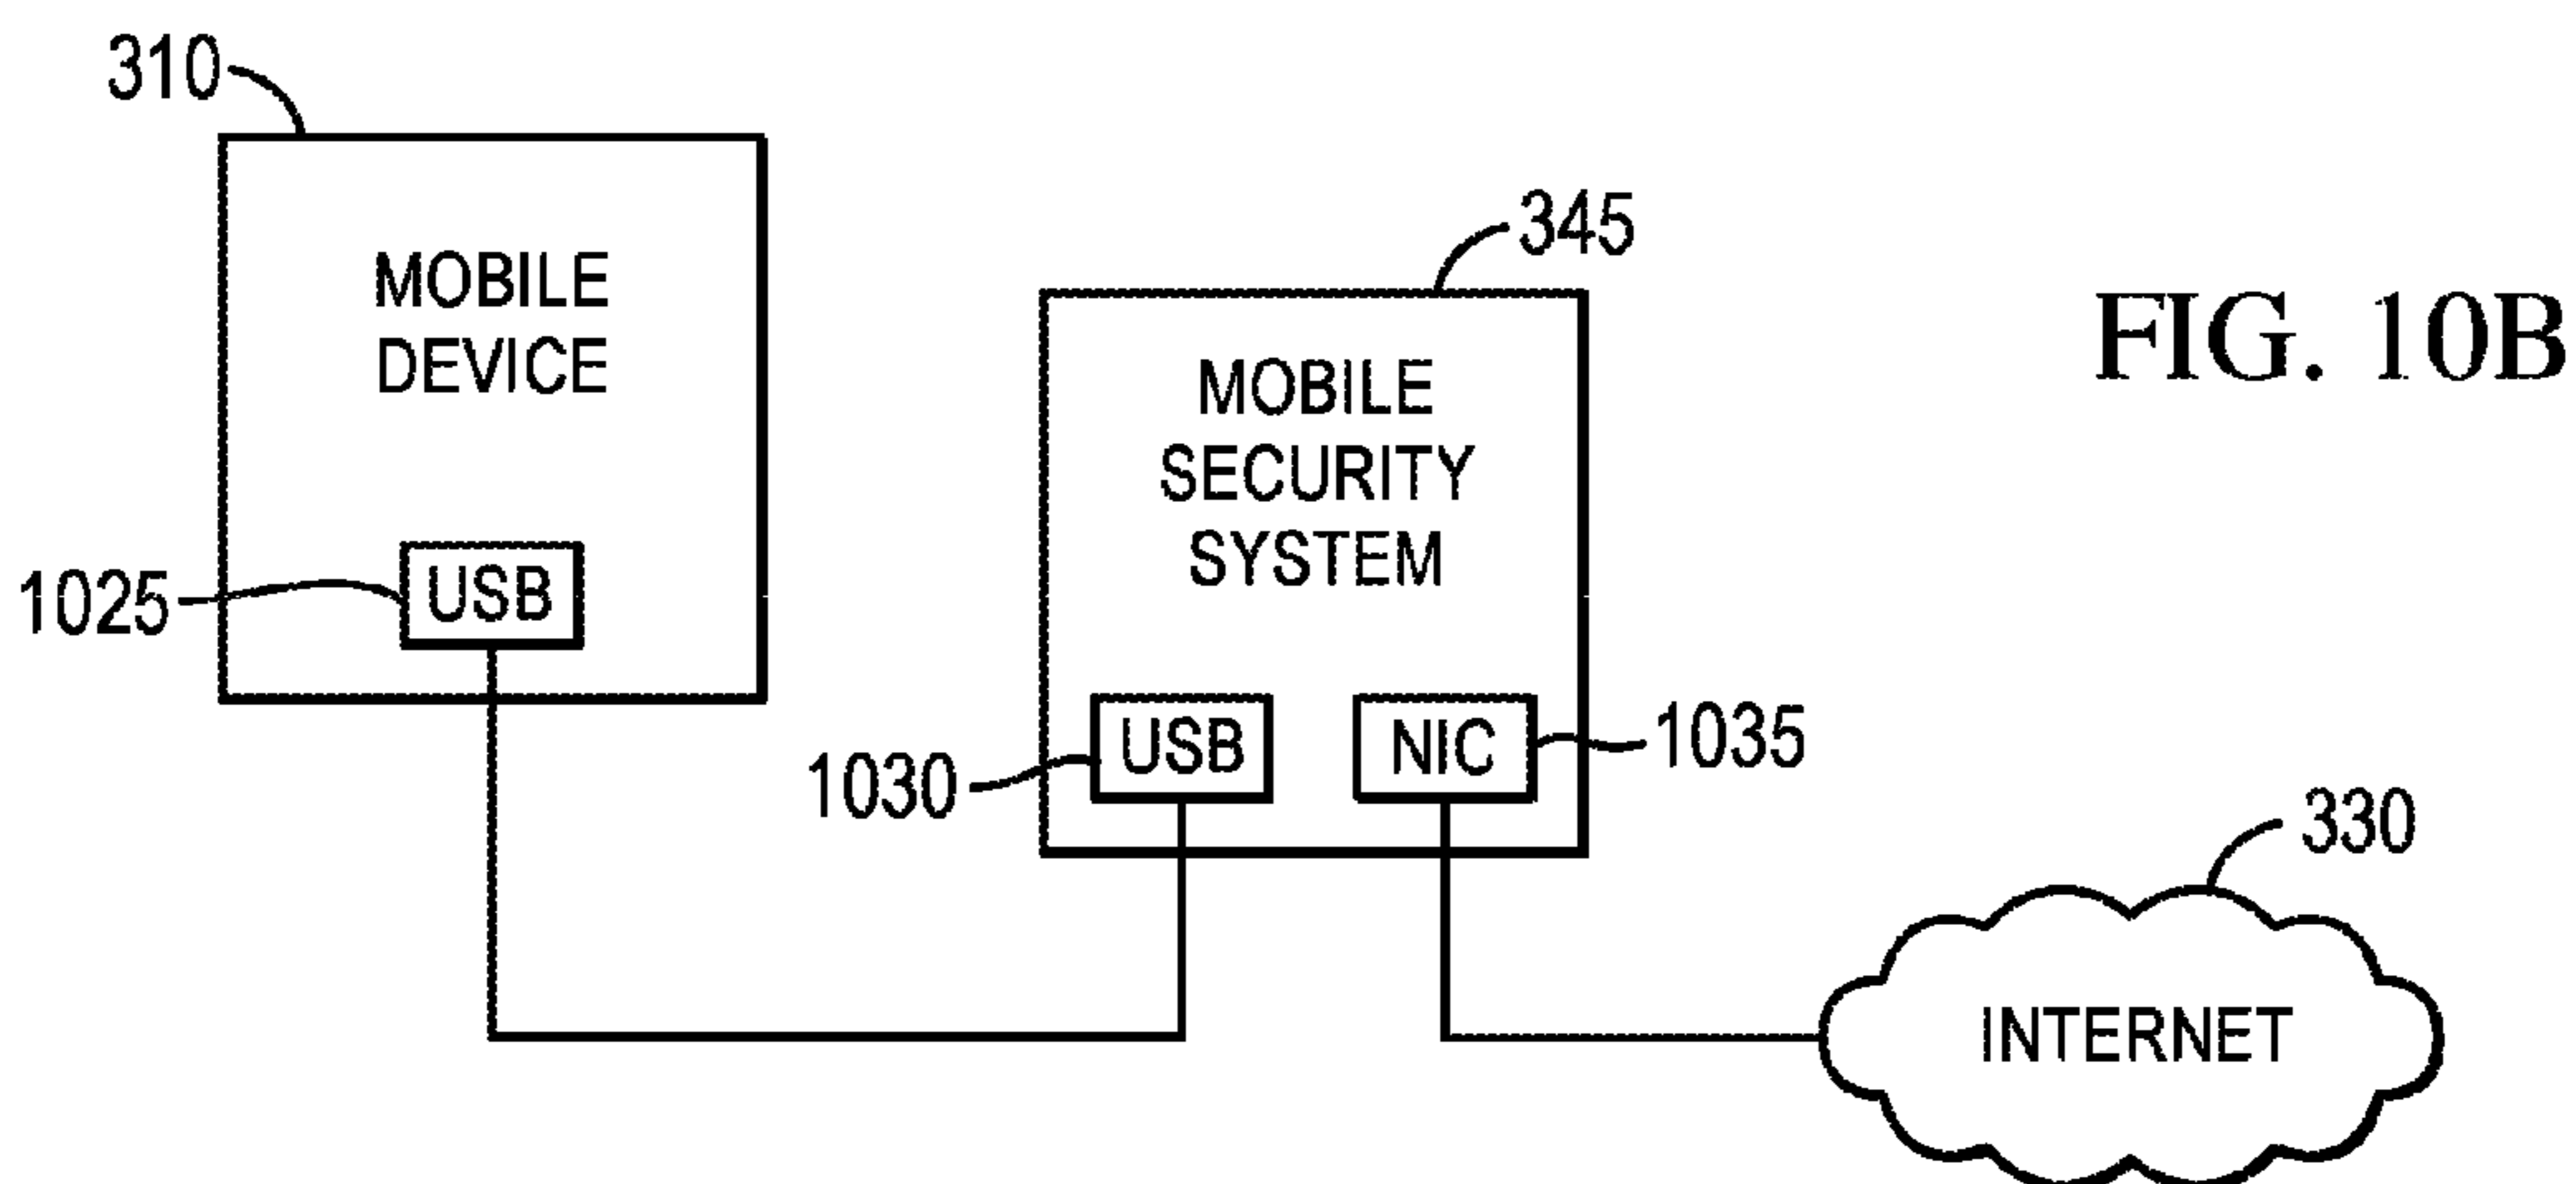 310
MOBILE
DEVICE
1025
USB
345
MOBILE
SECURITY
SYSTEM
1030
USB
NIC
1035
FIG. 10B
330
INTERNET